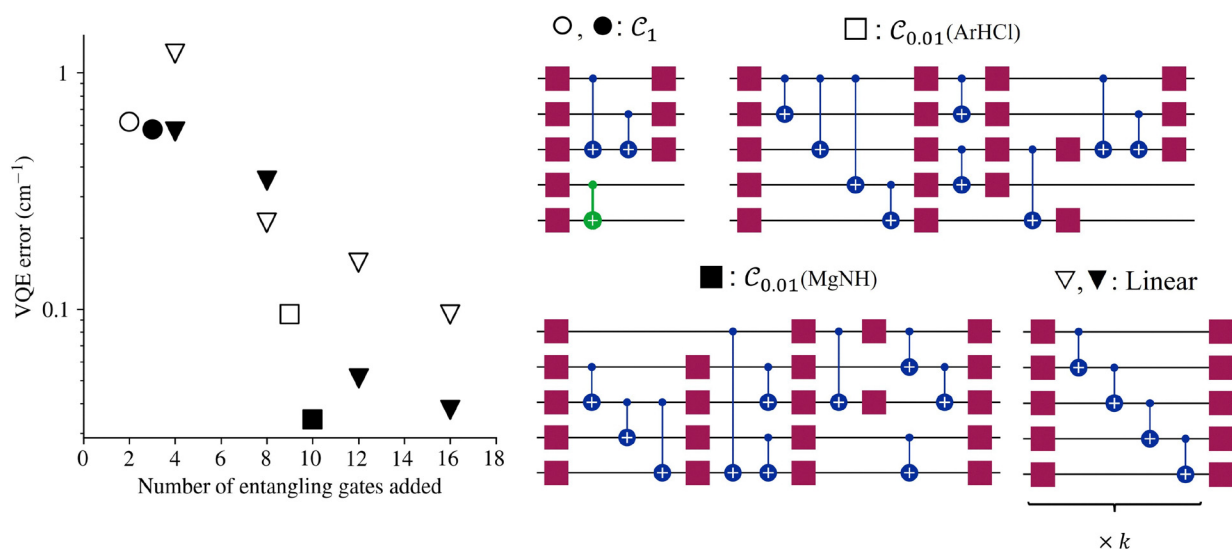 ○, ●: 𝒞₁
□: 𝒞₀.₀₁(ArHCl)
1
0.1
VQE error (cm⁻¹)
0 2 4 6 8 10 12 14 16 18
Number of entangling gates added
■: 𝒞₀.₀₁(MgNH)
▽,▼: Linear
× k